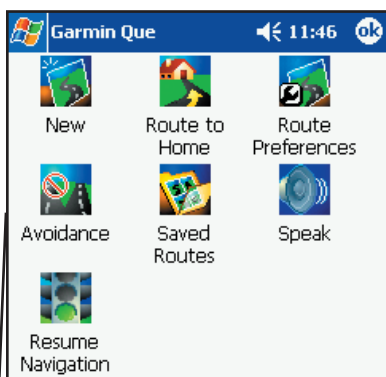 Garmin Que 11:46 ok
New Route to Home Route Preferences
Avoidance Saved Routes Speak
Resume Navigation